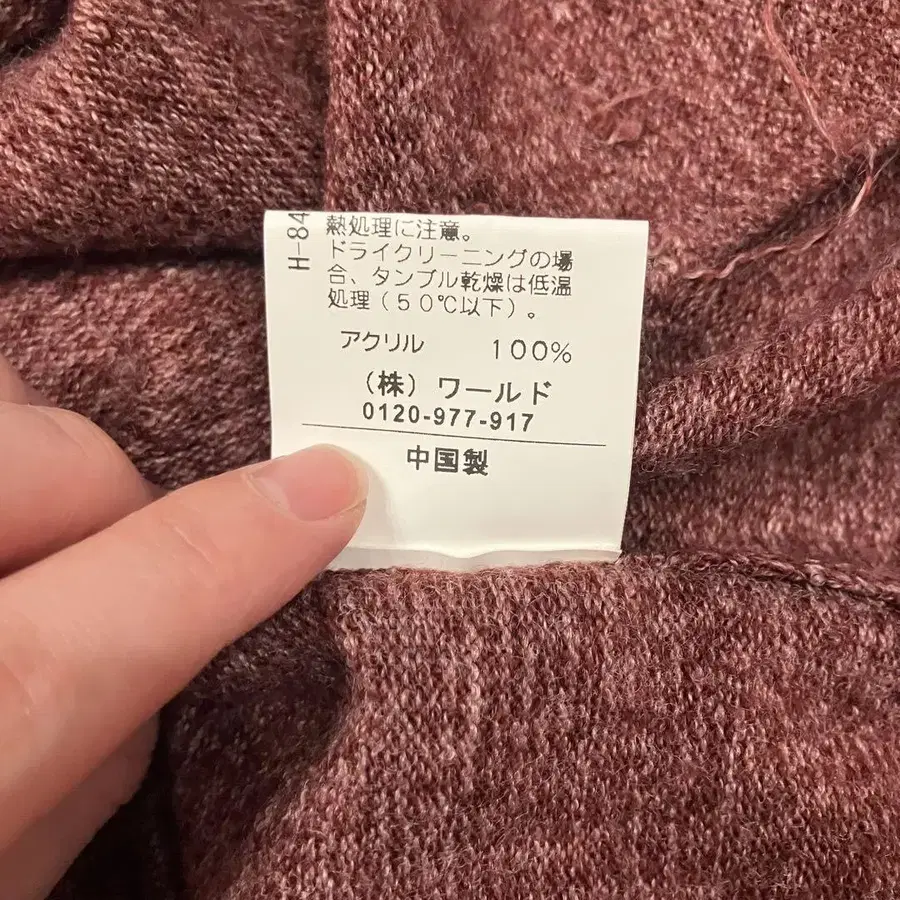 H-84
熱処理に注意。
ドライクリーニングの場
合、タンブル乾燥は低温
処理（５０℃以下）。
アクリル　１００％
（株）ワールド
0120-977-917
中国製